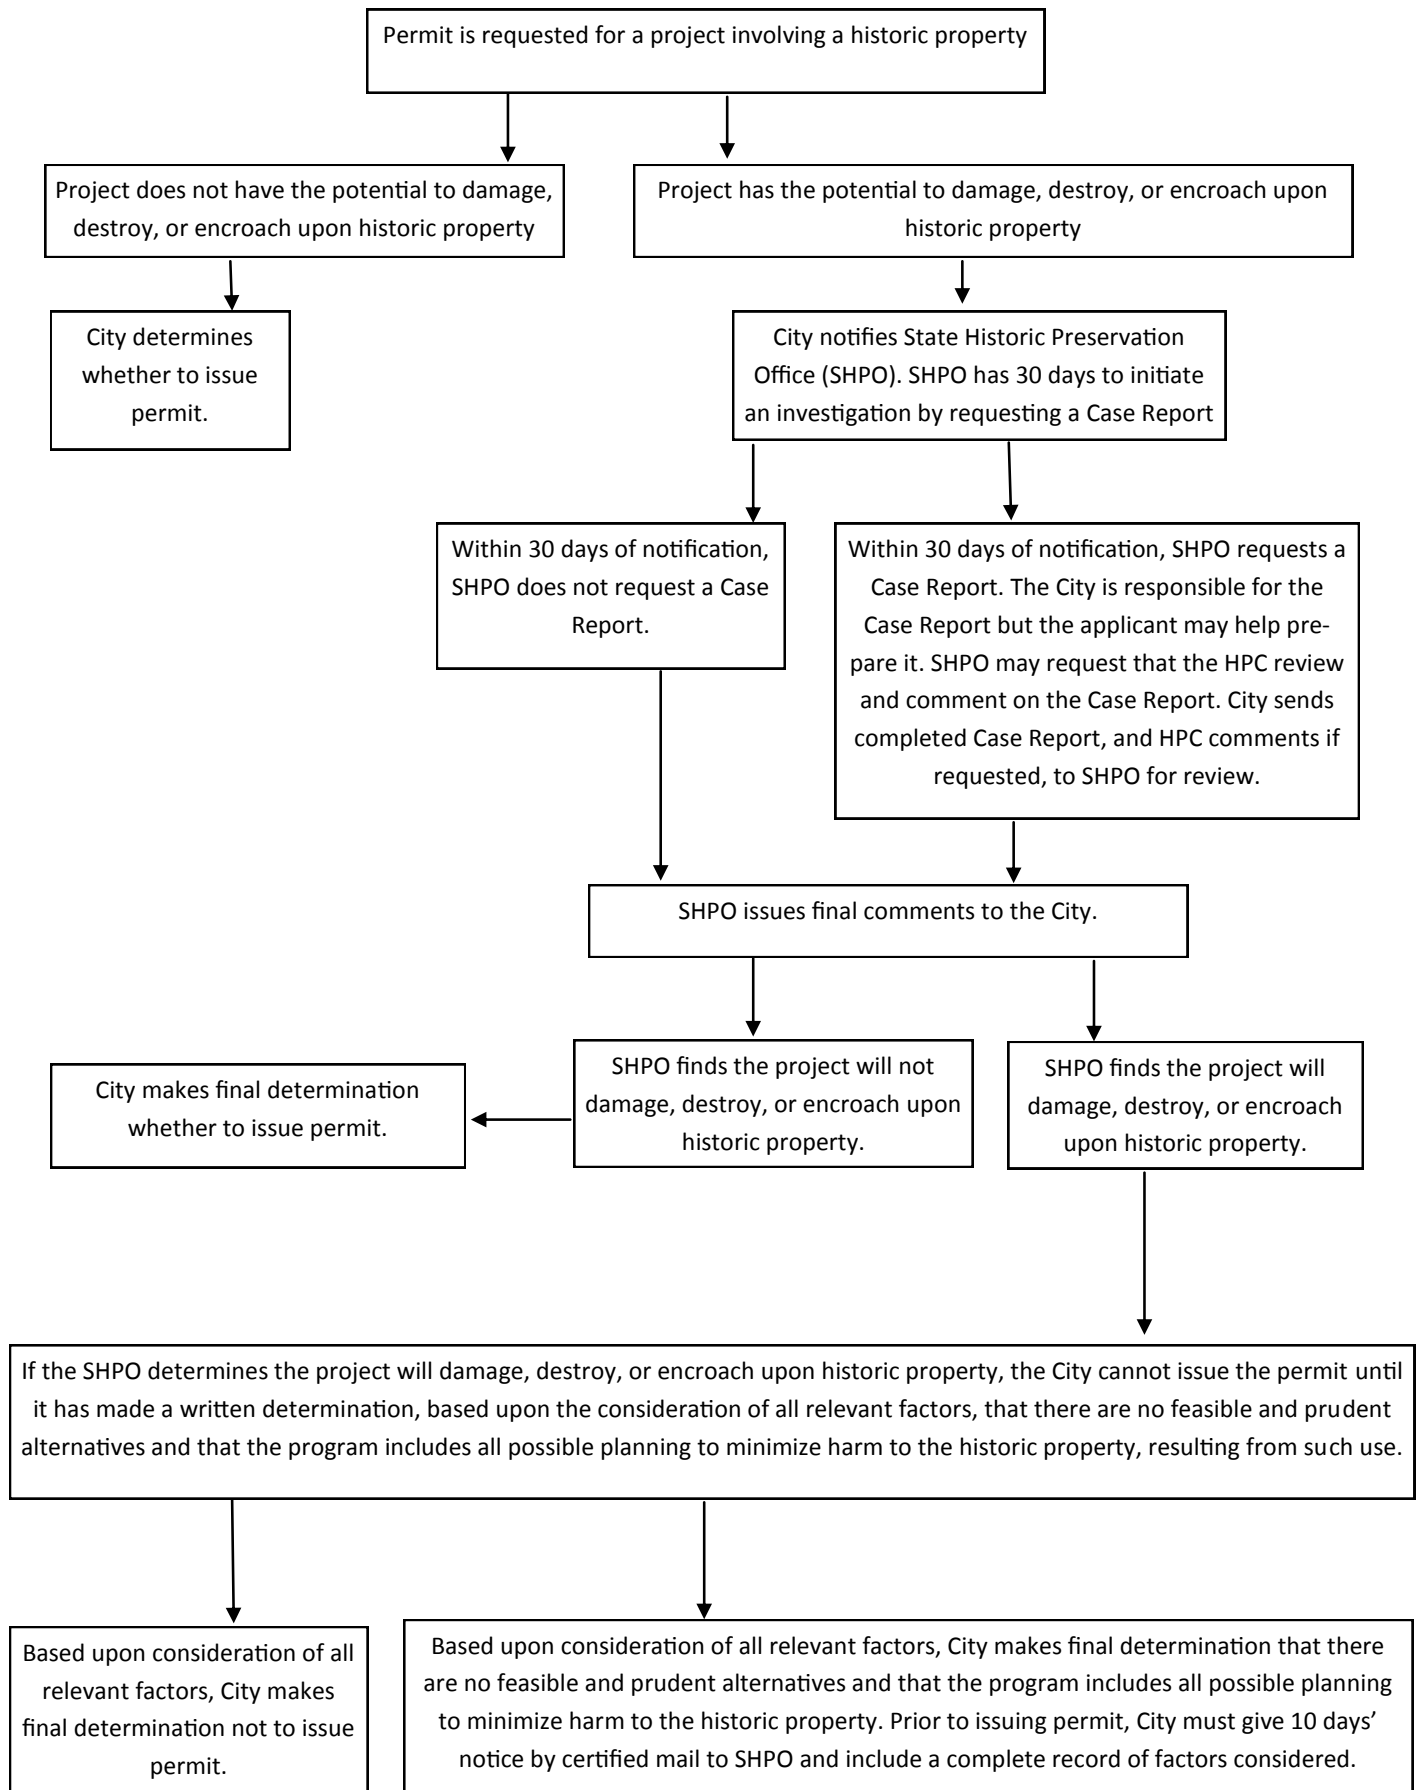 Permit is requested for a project involving a historic property
Project does not have the potential to damage,
destroy, or encroach upon historic property
Project has the potential to damage, destroy, or encroach upon
historic property
City determines
whether to issue
permit.
City notifies State Historic Preservation
Office (SHPO). SHPO has 30 days to initiate
an investigation by requesting a Case Report
Within 30 days of notification,
SHPO does not request a Case
Report.
Within 30 days of notification, SHPO requests a
Case Report. The City is responsible for the
Case Report but the applicant may help pre-
pare it. SHPO may request that the HPC review
and comment on the Case Report. City sends
completed Case Report, and HPC comments if
requested, to SHPO for review.
SHPO issues final comments to the City.
City makes final determination
whether to issue permit.
SHPO finds the project will not
damage, destroy, or encroach upon
historic property.
SHPO finds the project will
damage, destroy, or encroach
upon historic property.
If the SHPO determines the project will damage, destroy, or encroach upon historic property, the City cannot issue the permit until
it has made a written determination, based upon the consideration of all relevant factors, that there are no feasible and prudent
alternatives and that the program includes all possible planning to minimize harm to the historic property, resulting from such use.
Based upon consideration of all
relevant factors, City makes
final determination not to issue
permit.
Based upon consideration of all relevant factors, City makes final determination that there
are no feasible and prudent alternatives and that the program includes all possible planning
to minimize harm to the historic property. Prior to issuing permit, City must give 10 days’
notice by certified mail to SHPO and include a complete record of factors considered.